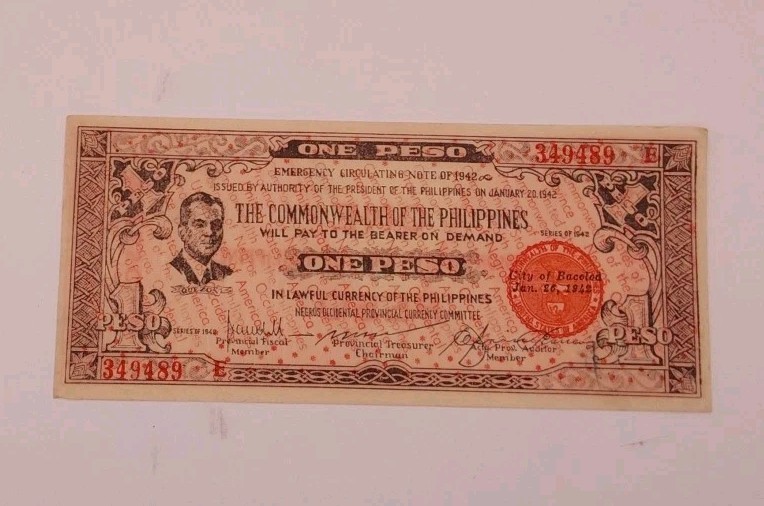 ONE PESO
349489 E
EMERGENCY CIRCULATING NOTE OF 1942
ISSUED BY AUTHORITY OF THE PRESIDENT OF THE PHILIPPINES ON JANUARY 20, 1942
THE COMMONWEALTH OF THE PHILIPPINES
WILL PAY TO THE BEARER ON DEMAND
SERIES OF 1942
ONE PESO
City of Bacolod
Jan. 26, 1942
QUEZON
IN LAWFUL CURRENCY OF THE PHILIPPINES
NEGROS OCCIDENTAL PROVINCIAL CURRENCY COMMITTEE
1 PESO
1 PESO
SERIES OF 1942
Provincial Fiscal
Member
Provincial Treasurer
Chairman
Actg. Prov. Auditor
Member
349489 E